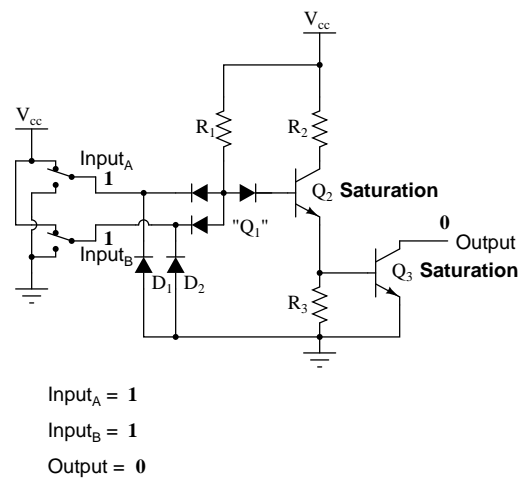 Vcc
R1
R2
Vcc
InputA
1
Q2 Saturation
"Q1"
0
Output
1
InputB
Q3 Saturation
D1
D2
R3
InputA = 1
InputB = 1
Output = 0